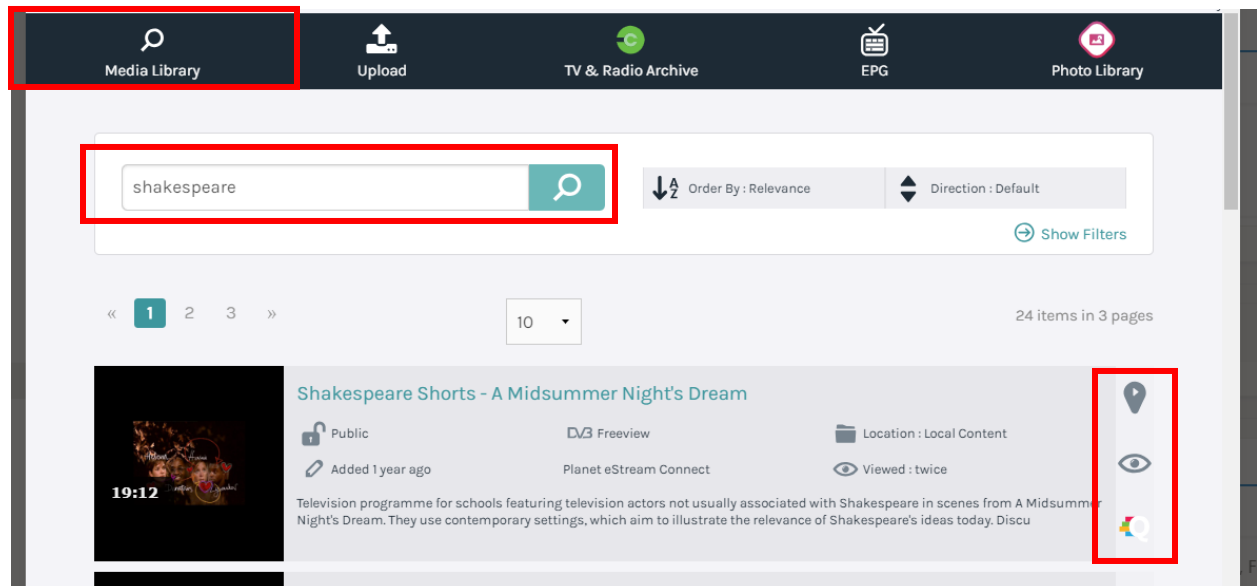 Media Library
Upload
TV & Radio Archive
EPG
Photo Library
shakespeare
Order By : Relevance
Direction : Default
Show Filters
« 1 2 3 »
10
24 items in 3 pages
Shakespeare Shorts - A Midsummer Night's Dream
Public
Freeview
Location : Local Content
Added 1 year ago
Planet eStream Connect
Viewed : twice
19:12
Television programme for schools featuring television actors not usually associated with Shakespeare in scenes from A Midsummer
Night's Dream. They use contemporary settings, which aim to illustrate the relevance of Shakespeare's ideas today. Discu